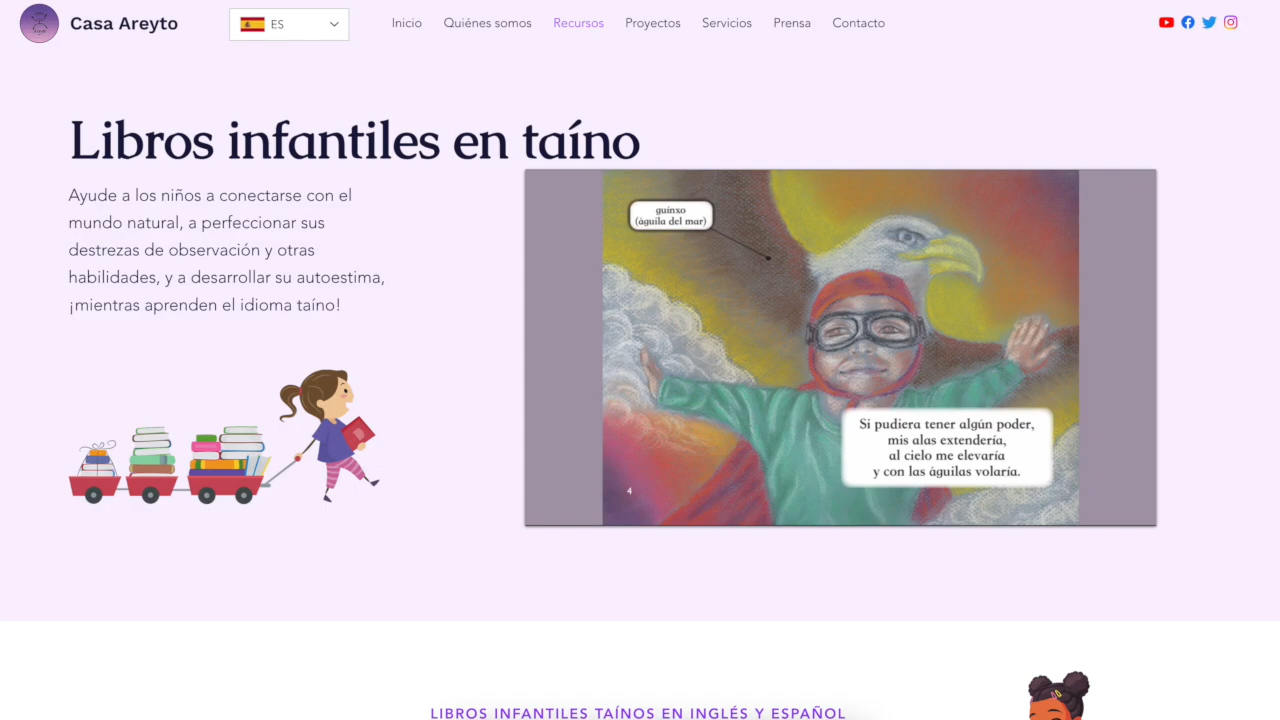 Casa Areyto
ES
Inicio
Quiénes somos
Recursos
Proyectos
Servicios
Prensa
Contacto
Libros infantiles en taíno
Ayude a los niños a conectarse con el
mundo natural, a perfeccionar sus
destrezas de observación y otras
habilidades, y a desarrollar su autoestima,
¡mientras aprenden el idioma taíno!
guínxo
(águila del mar)
Si pudiera tener algún poder,
mis alas extendería,
al cielo me elevaría
y con las águilas volaría.
4
LIBROS INFANTILES TAÍNOS EN INGLÉS Y ESPAÑOL